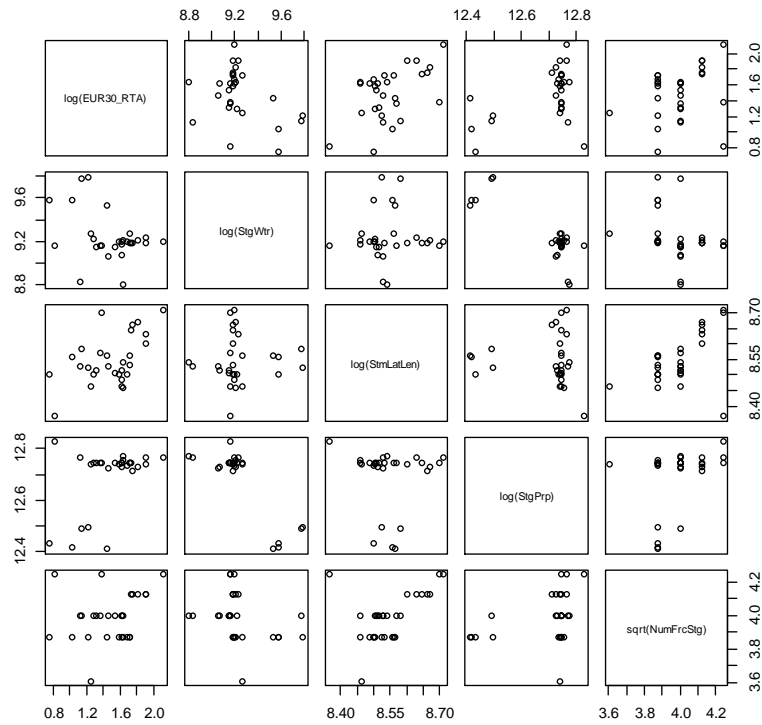 8.8 9.2 9.6
12.4 12.6 12.8
log(EUR30_RTA)
0.8 1.2 1.6 2.0
8.8 9.2 9.6
log(StgWtr)
log(StmLatLen)
8.40 8.55 8.70
12.4 12.6 12.8
log(StgPrp)
sqrt(NumFrcStg)
3.6 3.8 4.0 4.2
0.8 1.2 1.6 2.0
8.40 8.55 8.70
3.6 3.8 4.0 4.2